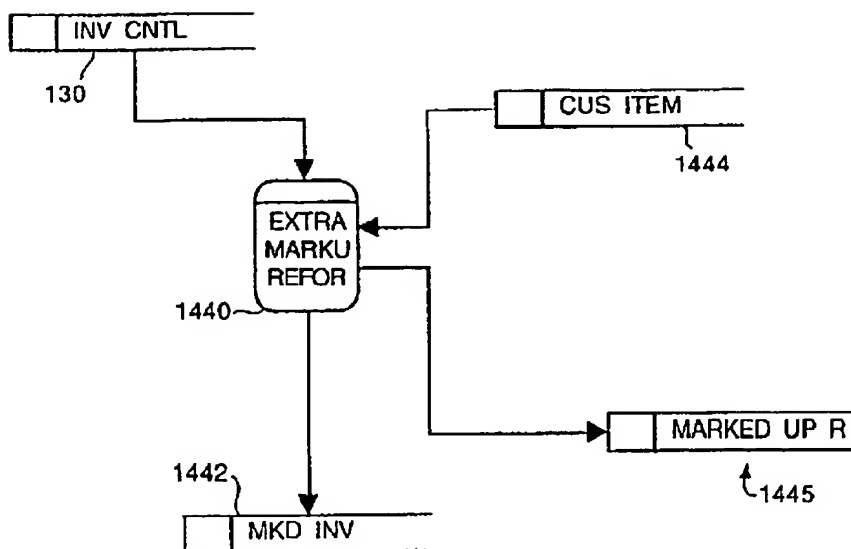 INV CNTL
130
CUS ITEM
1444
EXTRA
MARKU
REFOR
1440
MARKED UP R
1445
1442
MKD INV